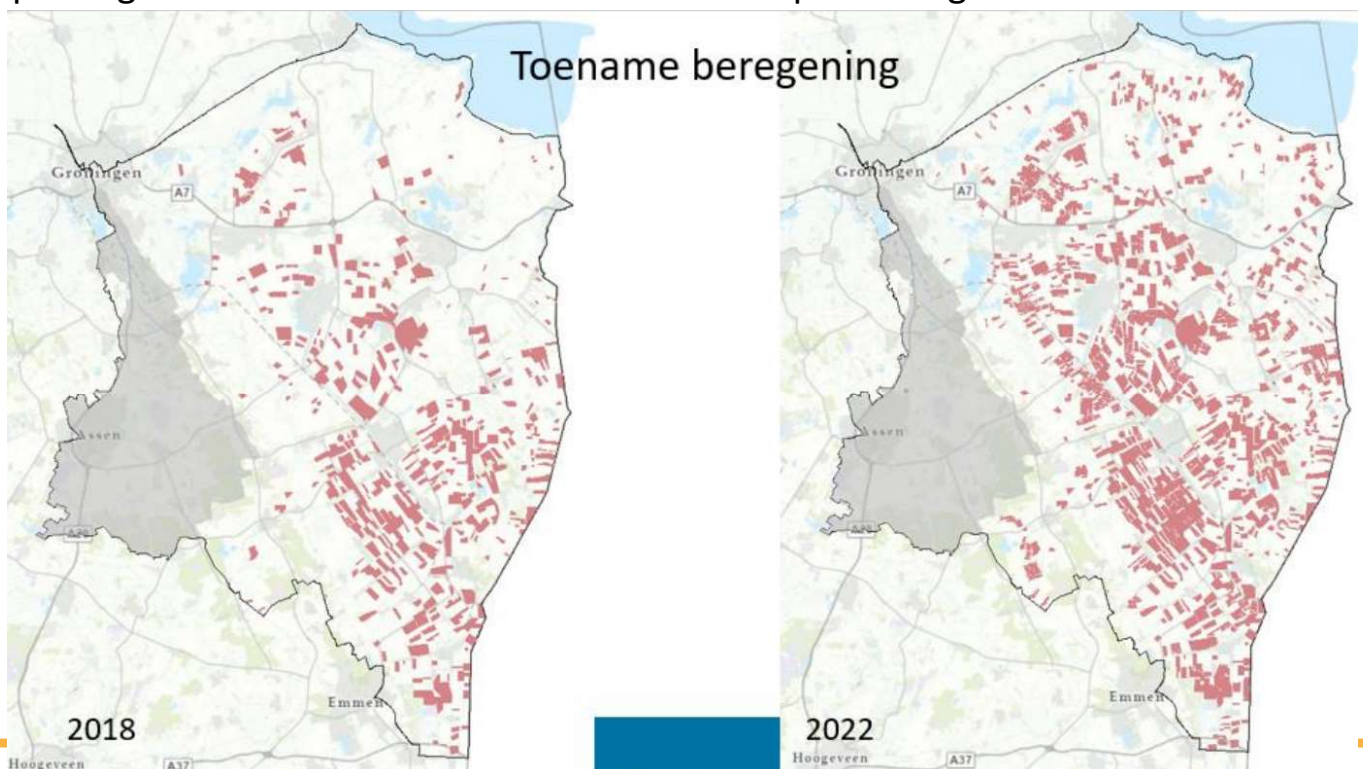 Toename beregening
Groningen
A7
Assen
A28
Emmen
2018
Hoogeveen
A37
Groningen
A7
Assen
A28
Emmen
2022
Hoogeveen
A37